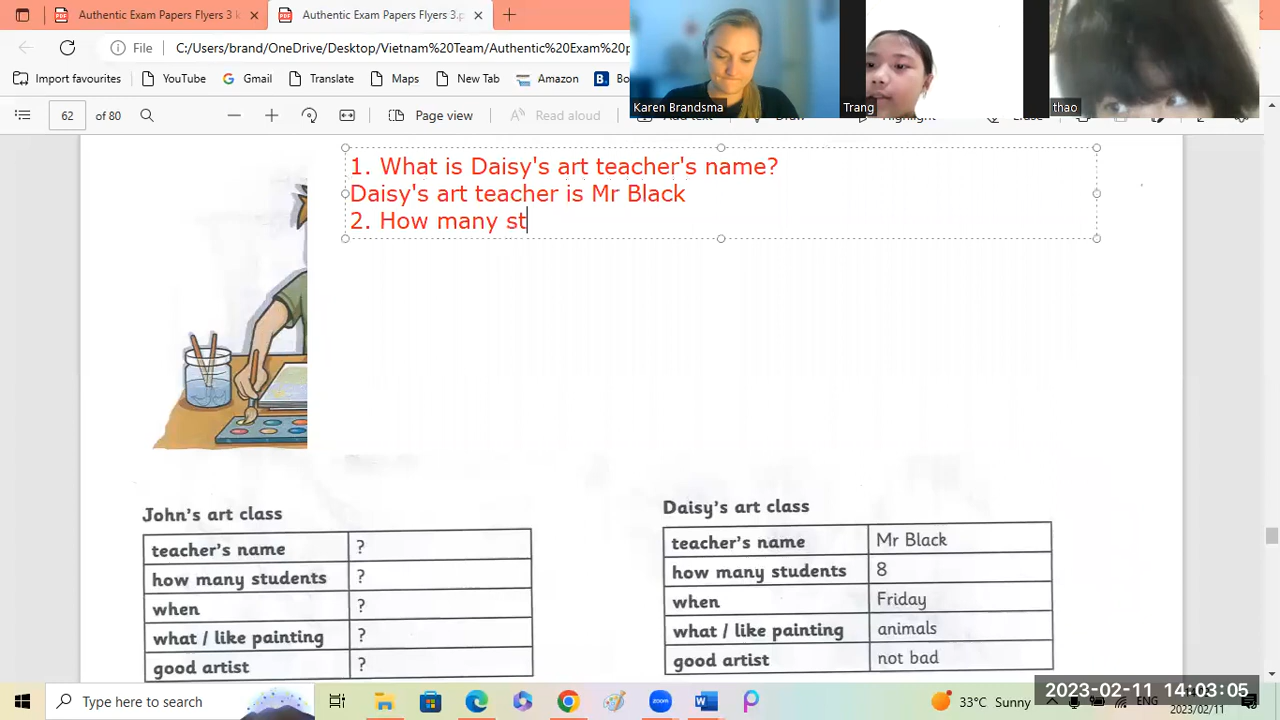 Authentic Exam Papers Flyers 3
Authentic Exam Papers Flyers 3.p
File
C:/Users/brand/OneDrive/Desktop/Vietnam%20Team/Authentic%20Exam%20p
Import favourites
YouTube
Gmail
Translate
Maps
New Tab
Amazon
62
of 80
Page view
Read aloud
Karen Brandsma
Trang
thao
1. What is Daisy's art teacher's name?
Daisy's art teacher is Mr Black
2. How many st
John's art class
teacher's name ?
how many students ?
when ?
what / like painting ?
good artist ?
Daisy's art class
teacher's name Mr Black
how many students 8
when Friday
what / like painting animals
good artist not bad
Type here to search
zoom
33°C Sunny
ENG
2023-02-11 14:03:05
2023/02/11